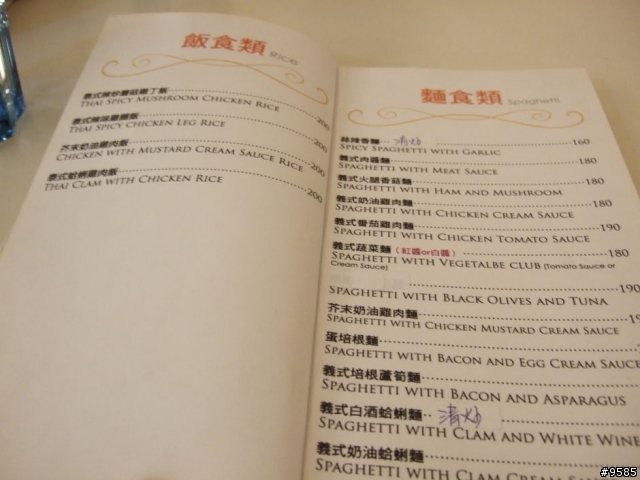 飯食類 Rice
泰式辣炒蘑菇雞丁飯
Thai Spicy Mushroom Chicken Rice 200
泰式辣味雞腿飯
Thai Spicy chicken Leg Rice 200
芥末奶油雞肉飯
Chicken with Mustard Cream Sauce Rice 200
泰式蛤蜊雞肉飯
Thai Clam with Chicken Rice 200
麵食類 Spaghetti
蒜辣香麵 清炒 160
Spicy Spaghetti with Garlic
義式肉醬麵 180
Spaghetti with Meat Sauce
義式火腿香菇麵 180
Spaghetti with Ham and Mushroom
義式奶油雞肉麵 180
Spaghetti with Chicken Cream Sauce
義式番茄雞肉麵 190
Spaghetti with Chicken Tomato Sauce
義式蔬菜麵（紅醬or白醬） 180
Spaghetti with Vegetalbe club (Tomato Sauce or
Cream Sauce)
190
Spaghetti with Black Olives and Tuna
芥末奶油雞肉麵
Spaghetti with Chicken Mustard Cream Sauce
蛋培根麵
Spaghetti with Bacon and Egg Cream Sauce
義式培根蘆筍麵
Spaghetti with Bacon and Asparagus
義式白酒蛤蜊麵 清炒
Spaghetti with Clam and White Wine
義式奶油蛤蜊麵
Spaghetti with Clam Cream Sauce
#9585